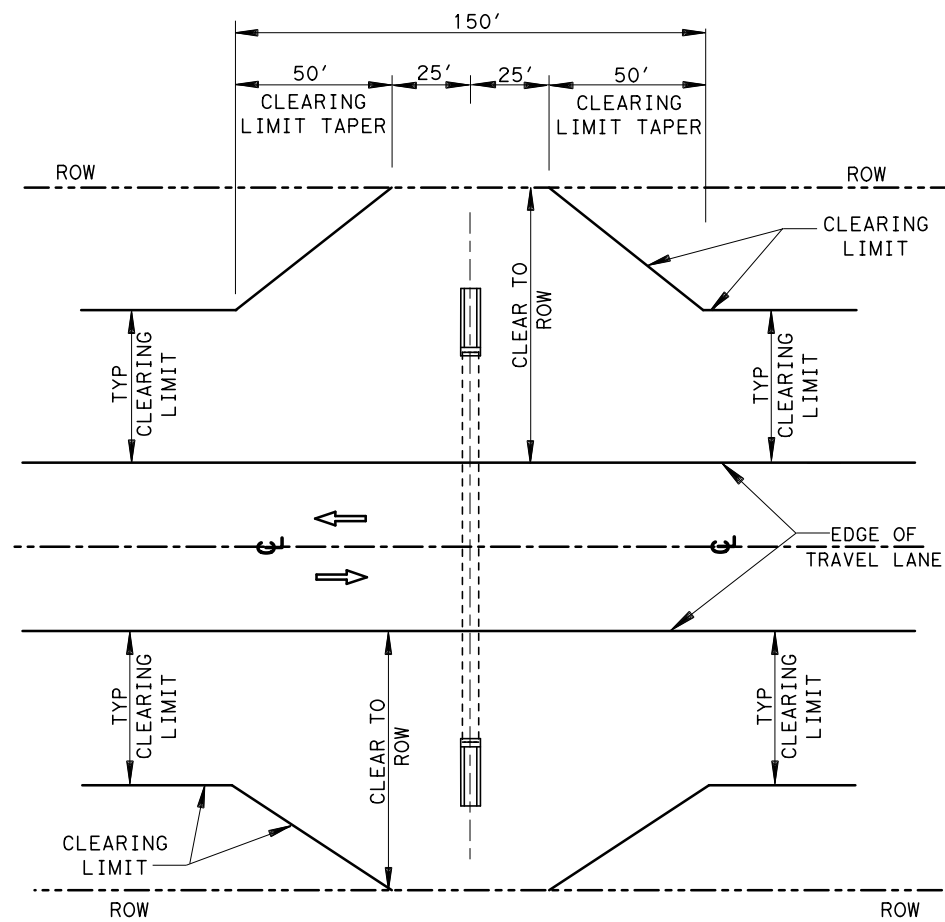 150'
50'
25'
25'
50'
CLEARING
LIMIT TAPER
CLEARING
LIMIT TAPER
ROW
ROW
CLEARING
LIMIT
CLEAR TO
ROW
TYP
CLEARING
LIMIT
TYP
CLEARING
LIMIT
CL
CL
EDGE OF
TRAVEL LANE
TYP
CLEARING
LIMIT
CLEAR TO
ROW
TYP
CLEARING
LIMIT
CLEARING
LIMIT
ROW
ROW